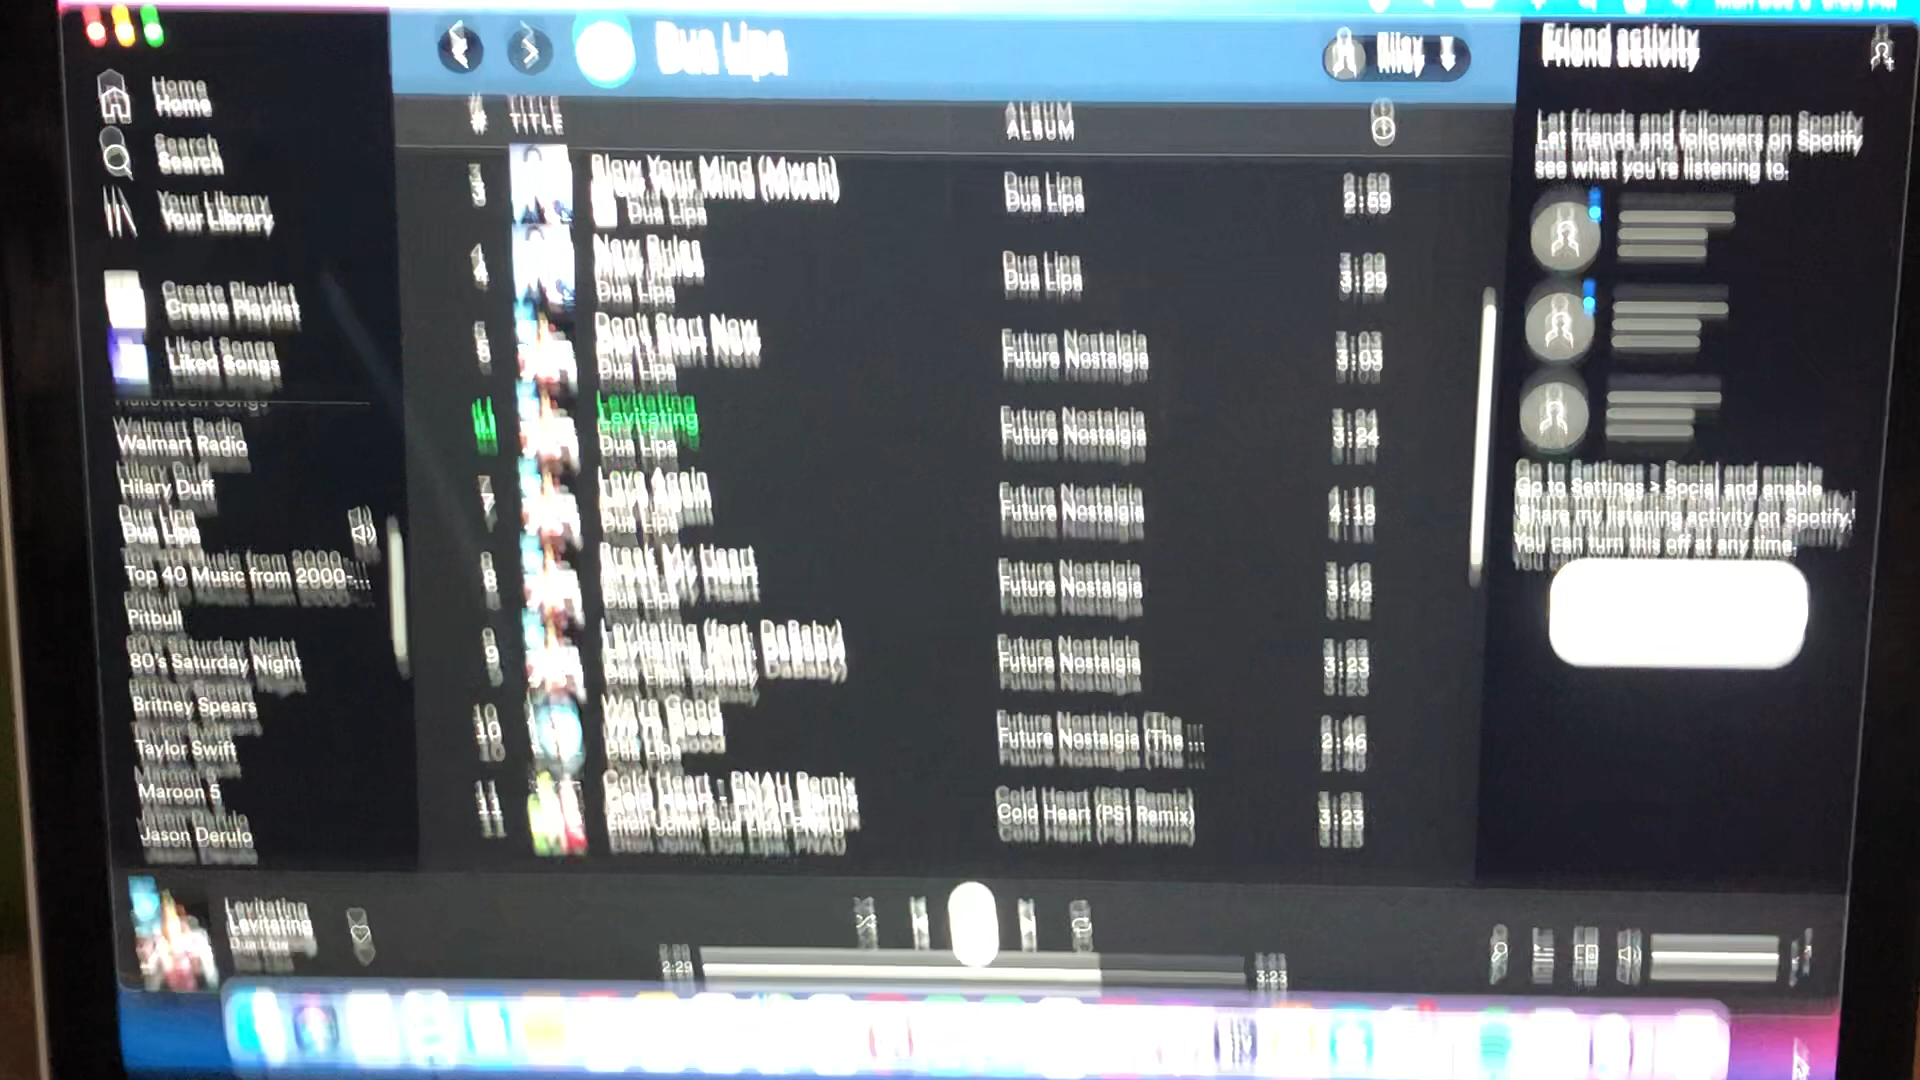 Dua Lipa
Riley
Friend activity
Home
Search
Your Library
Create Playlist
Liked Songs
Halloween Songs
Walmart Radio
Hilary Duff
Dua Lipa
Top 40 Music from 2000-...
Pitbull
80's Saturday Night
Britney Spears
Taylor Swift
Maroon 5
Jason Derulo
# TITLE ALBUM
3 Blow Your Mind (Mwah) Dua Lipa 2:59
Dua Lipa
4 New Rules Dua Lipa 3:29
Dua Lipa
5 Don't Start Now Future Nostalgia 3:03
Dua Lipa
Levitating Future Nostalgia 3:24
Dua Lipa
7 Love Again Future Nostalgia 4:18
Dua Lipa
8 Break My Heart Future Nostalgia 3:42
Dua Lipa
9 Levitating (feat. DaBaby) Future Nostalgia 3:23
Dua Lipa, DaBaby
10 We're Good Future Nostalgia (The ... 2:46
Dua Lipa
11 Cold Heart - PNAU Remix Cold Heart (PS1 Remix) 3:23
Elton John, Dua Lipa, PNAU
Let friends and followers on Spotify
see what you're listening to.
Go to Settings > Social and enable
'Share my listening activity on Spotify.'
You can turn this off at any time.
Levitating
Dua Lipa
2:29
3:23